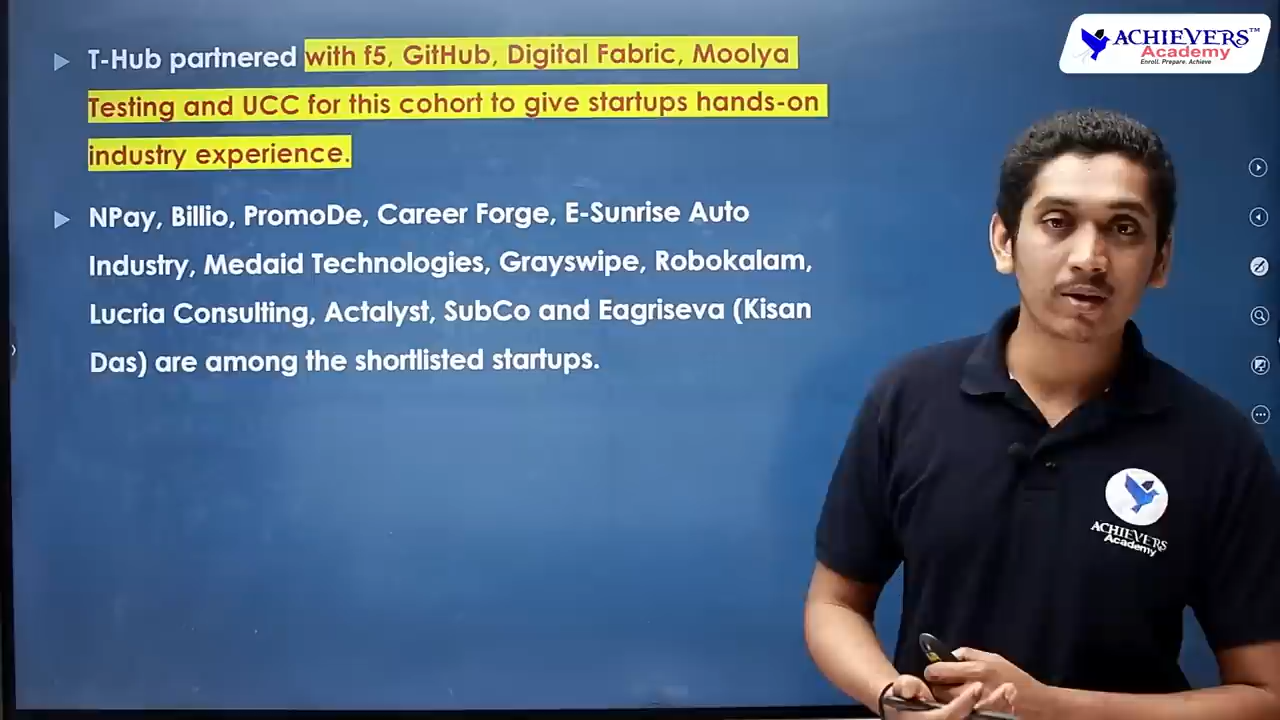 T-Hub partnered with f5, GitHub, Digital Fabric, Moolya
Testing and UCC for this cohort to give startups hands-on
industry experience.
NPay, Billio, PromoDe, Career Forge, E-Sunrise Auto
Industry, Medaid Technologies, Grayswipe, Robokalam,
Lucria Consulting, Actalyst, SubCo and Eagriseva (Kisan
Das) are among the shortlisted startups.
ACHIEVERS™
Academy
Enroll. Prepare. Achieve
ACHIEVERS
Academy